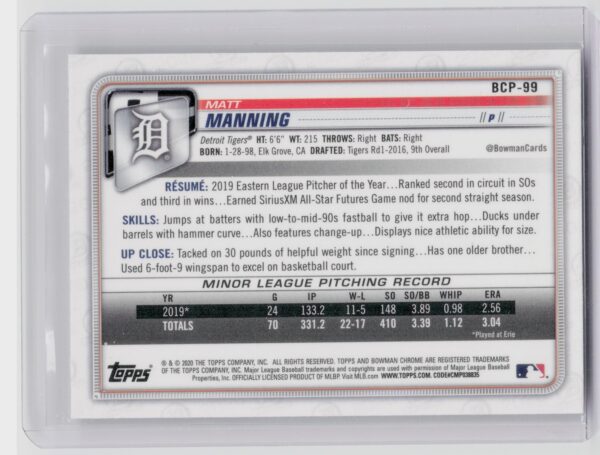 BCP-99
MATT
MANNING
//P//
Detroit Tigers® HT: 6'6" WT: 215 THROWS: Right BATS: Right
BORN: 1-28-98, Elk Grove, CA DRAFTED: Tigers Rd1-2016, 9th Overall
@BowmanCards
RÉSUMÉ: 2019 Eastern League Pitcher of the Year...Ranked second in circuit in SOs
and third in wins...Earned SiriusXM All-Star Futures Game nod for second straight season.
SKILLS: Jumps at batters with low-to-mid-90s fastball to give it extra hop...Ducks under
barrels with hammer curve...Also features change-up...Displays nice athletic ability for size.
UP CLOSE: Tacked on 30 pounds of helpful weight since signing...Has one older brother...
Used 6-foot-9 wingspan to excel on basketball court.
MINOR LEAGUE PITCHING RECORD
YR G IP W-L SO SO/BB WHIP ERA
2019* 24 133.2 11-5 148 3.89 0.98 2.56
TOTALS 70 331.2 22-17 410 3.39 1.12 3.04
*Played at Erie
Topps
® & © 2020 THE TOPPS COMPANY, INC. ALL RIGHTS RESERVED. TOPPS AND BOWMAN CHROME ARE REGISTERED TRADEMARKS
OF THE TOPPS COMPANY, INC. Major League Baseball trademarks and copyrights are used with permission of Major League Baseball
Properties, Inc. OFFICIALLY LICENSED PRODUCT OF MLBP. Visit MLB.com WWW.TOPPS.COM. CODE#CMP038835